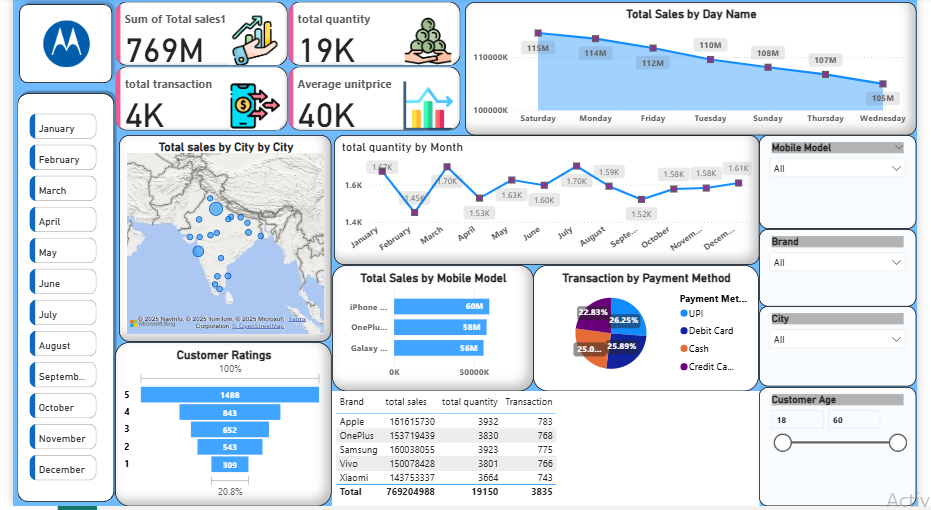 Sum of Total sales1
769M
total quantity
19K
total transaction
4K
Average unitprice
40K
Total Sales by Day Name
110000K
100000K
115M
114M
112M
110M
108M
107M
105M
Saturday
Monday
Friday
Tuesday
Sunday
Thursday
Wednesday
January
February
March
April
May
June
July
August
Septemb...
October
November
December
Total sales by City by City
© 2025 NavInfo, © 2025 TomTom, © 2025 Microsoft
Corporation, © OpenStreetMap Terms
Microsoft Bing
total quantity by Month
1.6K
1.4K
1.67K
1.45K
1.70K
1.53K
1.63K
1.60K
1.70K
1.59K
1.52K
1.58K
1.58K
1.61K
January
February
March
April
May
June
July
August
Septe...
October
Novem...
Decem...
Mobile Model
All
Brand
All
City
All
Customer Age
18
60
Total Sales by Mobile Model
iPhone ...
60M
OnePlu...
58M
Galaxy ...
56M
0K
50000K
Transaction by Payment Method
22.83%
26.25%
25.0...
25.89%
Payment Met...
UPI
Debit Card
Cash
Credit Ca...
Customer Ratings
100%
5 1488
4 843
3 652
2 543
1 309
20.8%
Brand total sales total quantity Transaction
Apple 161615730 3932 783
OnePlus 153719439 3830 768
Samsung 160038055 3923 775
Vivo 150078428 3801 766
Xiaomi 143753337 3664 743
Total 769204988 19150 3835
Activ